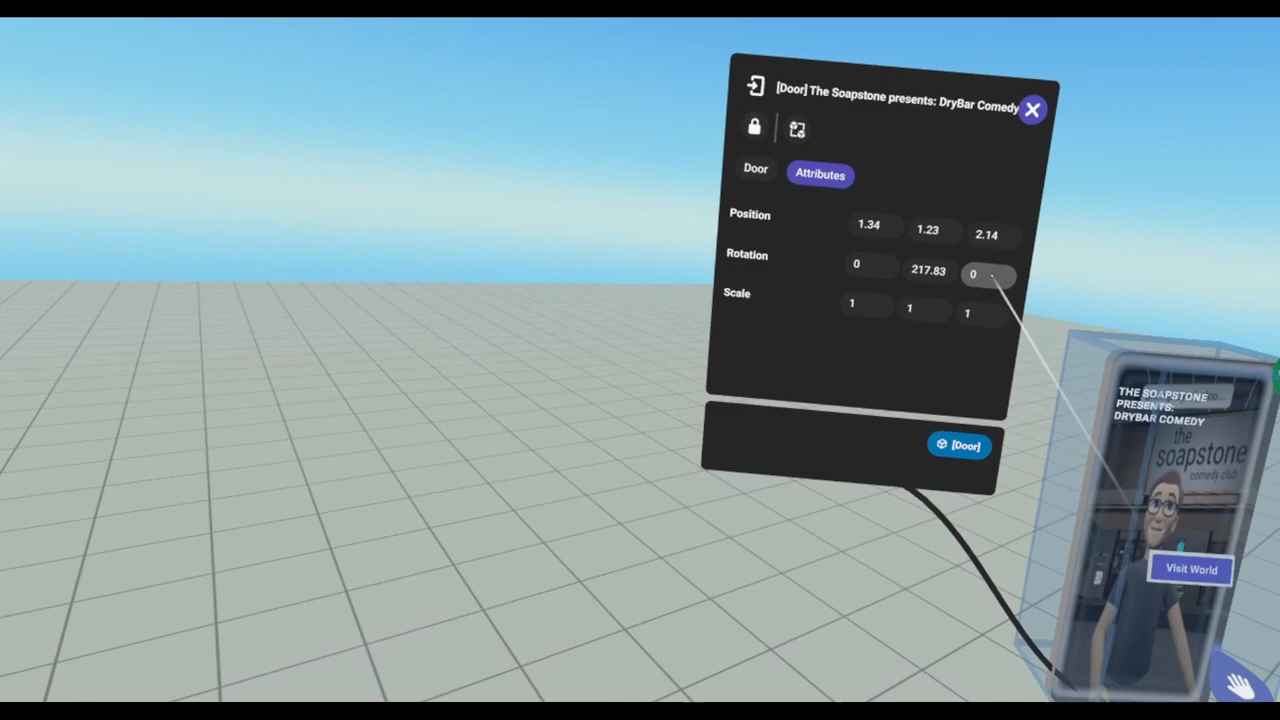 [Door] The Soapstone presents: DryBar Comedy
Door Attributes
Position 1.34 1.23 2.14
Rotation 0 217.83 0
Scale 1 1 1
[Door]
THE SOAPSTONE
PRESENTS:
DRYBAR COMEDY
the
soapstone
comedy club
Visit World